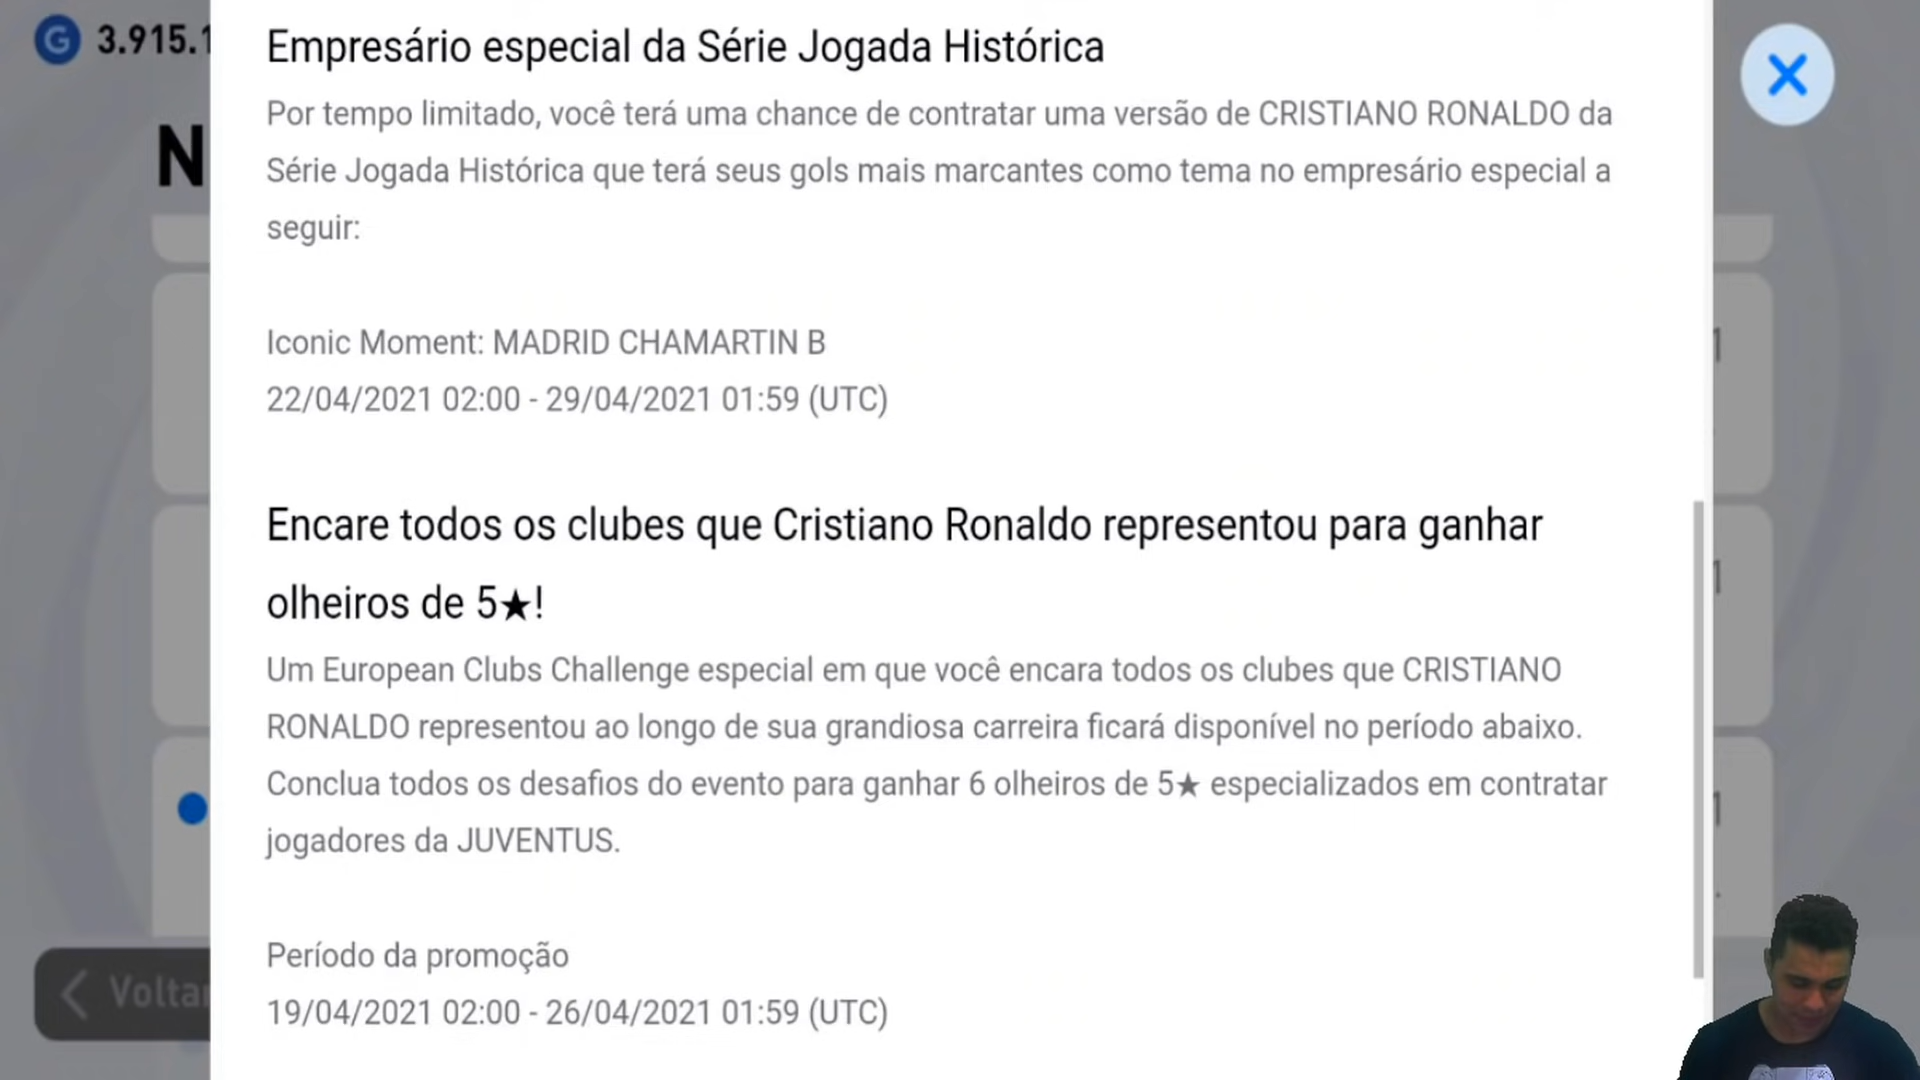 G 3.915.1
Empresário especial da Série Jogada Histórica
Por tempo limitado, você terá uma chance de contratar uma versão de CRISTIANO RONALDO da
N
Série Jogada Histórica que terá seus gols mais marcantes como tema no empresário especial a
seguir:
Iconic Moment: MADRID CHAMARTIN B
22/04/2021 02:00 - 29/04/2021 01:59 (UTC)
Encare todos os clubes que Cristiano Ronaldo representou para ganhar
olheiros de 5★!
Um European Clubs Challenge especial em que você encara todos os clubes que CRISTIANO
RONALDO representou ao longo de sua grandiosa carreira ficará disponível no período abaixo.
Conclua todos os desafios do evento para ganhar 6 olheiros de 5★ especializados em contratar
jogadores da JUVENTUS.
Período da promoção
19/04/2021 02:00 - 26/04/2021 01:59 (UTC)
Voltar